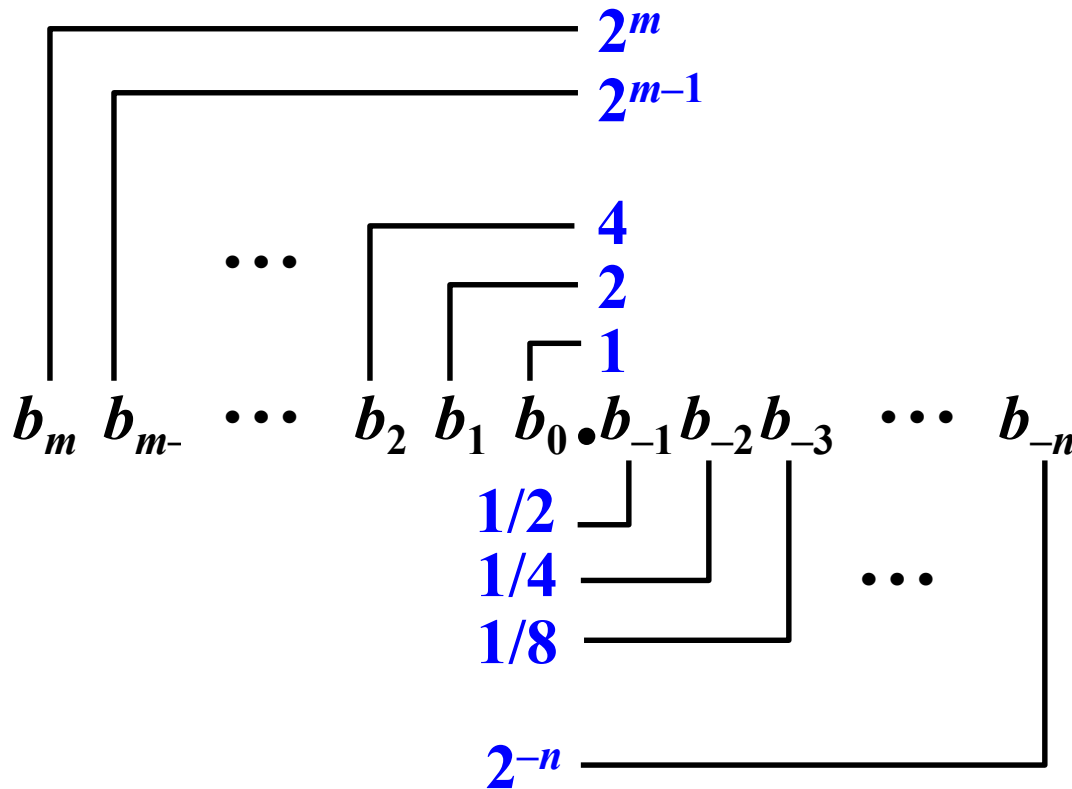 2^m
2^{m–1}
4
• • •
2
1
b_m b_{m-} • • • b_2 b_1 b_0 . b_{–1} b_{–2} b_{–3} • • • b_{–n}
1/2
1/4
• • •
1/8
2^{–n}